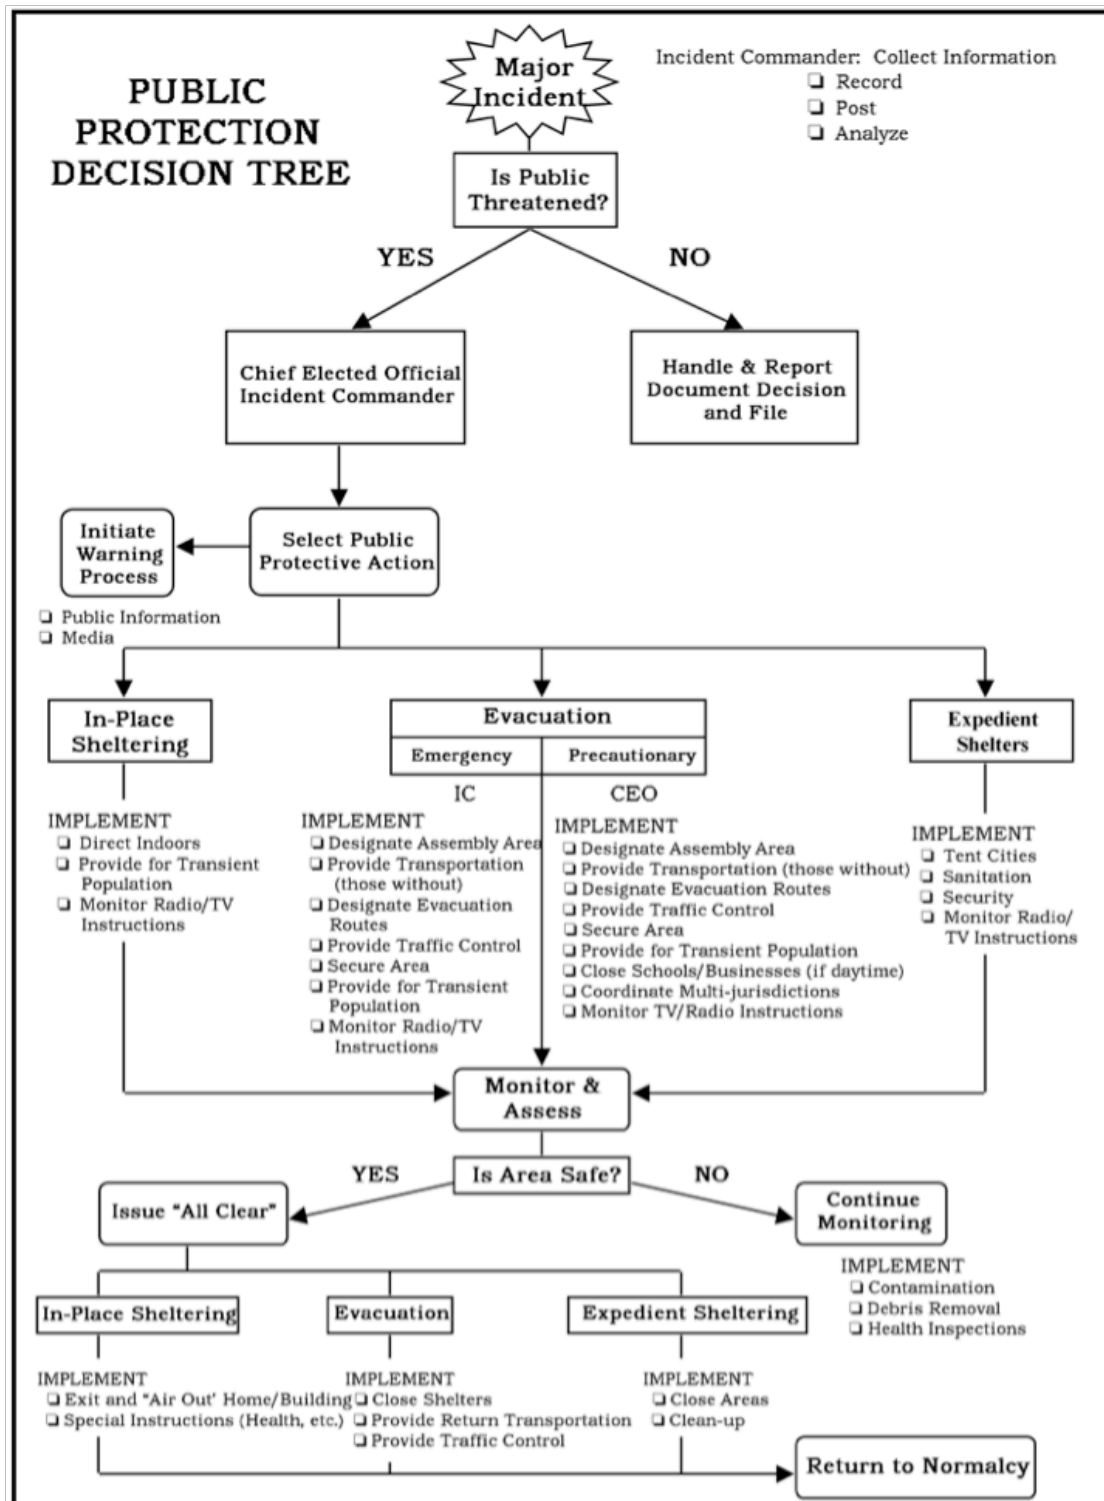 PUBLIC
PROTECTION
DECISION TREE
Major
Incident
Incident Commander: Collect Information
❑ Record
❑ Post
❑ Analyze
Is Public
Threatened?
YES
NO
Chief Elected Official
Incident Commander
Handle & Report
Document Decision
and File
Initiate
Warning
Process
Select Public
Protective Action
❑ Public Information
❑ Media
In-Place
Sheltering
Evacuation
Emergency
Precautionary
IC
CEO
Expedient
Shelters
IMPLEMENT
❑ Direct Indoors
❑ Provide for Transient
Population
❑ Monitor Radio/TV
Instructions
IMPLEMENT
❑ Designate Assembly Area
❑ Provide Transportation
(those without)
❑ Designate Evacuation
Routes
❑ Provide Traffic Control
❑ Secure Area
❑ Provide for Transient
Population
❑ Monitor Radio/TV
Instructions
IMPLEMENT
❑ Designate Assembly Area
❑ Provide Transportation (those without)
❑ Designate Evacuation Routes
❑ Provide Traffic Control
❑ Secure Area
❑ Provide for Transient Population
❑ Close Schools/Businesses (if daytime)
❑ Coordinate Multi-jurisdictions
❑ Monitor TV/Radio Instructions
IMPLEMENT
❑ Tent Cities
❑ Sanitation
❑ Security
❑ Monitor Radio/
TV Instructions
Monitor &
Assess
Is Area Safe?
YES
NO
Issue "All Clear"
Continue
Monitoring
IMPLEMENT
❑ Contamination
❑ Debris Removal
❑ Health Inspections
In-Place Sheltering
Evacuation
Expedient Sheltering
IMPLEMENT
❑ Exit and "Air Out' Home/Building
❑ Special Instructions (Health, etc.)
IMPLEMENT
❑ Close Shelters
❑ Provide Return Transportation
❑ Provide Traffic Control
IMPLEMENT
❑ Close Areas
❑ Clean-up
Return to Normalcy